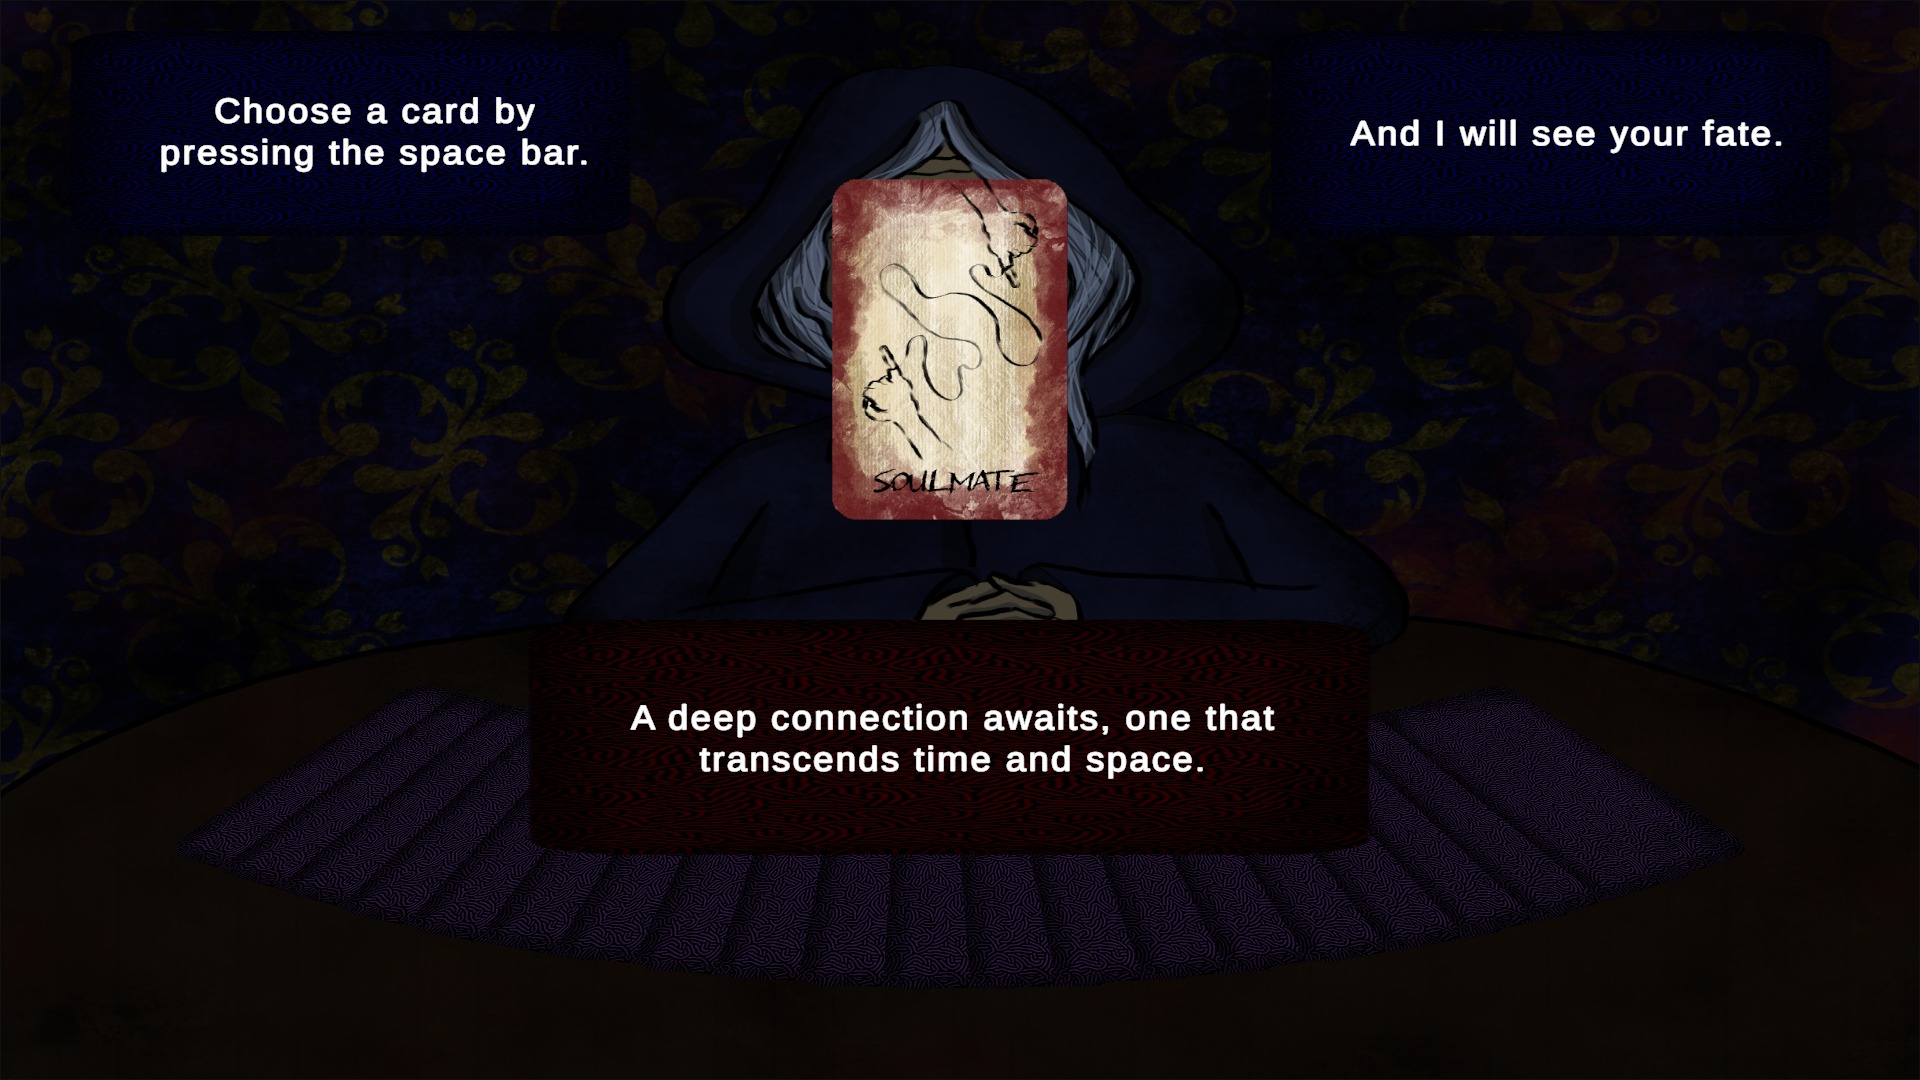 Choose a card by
pressing the space bar.
And I will see your fate.
SOULMATE
A deep connection awaits, one that
transcends time and space.